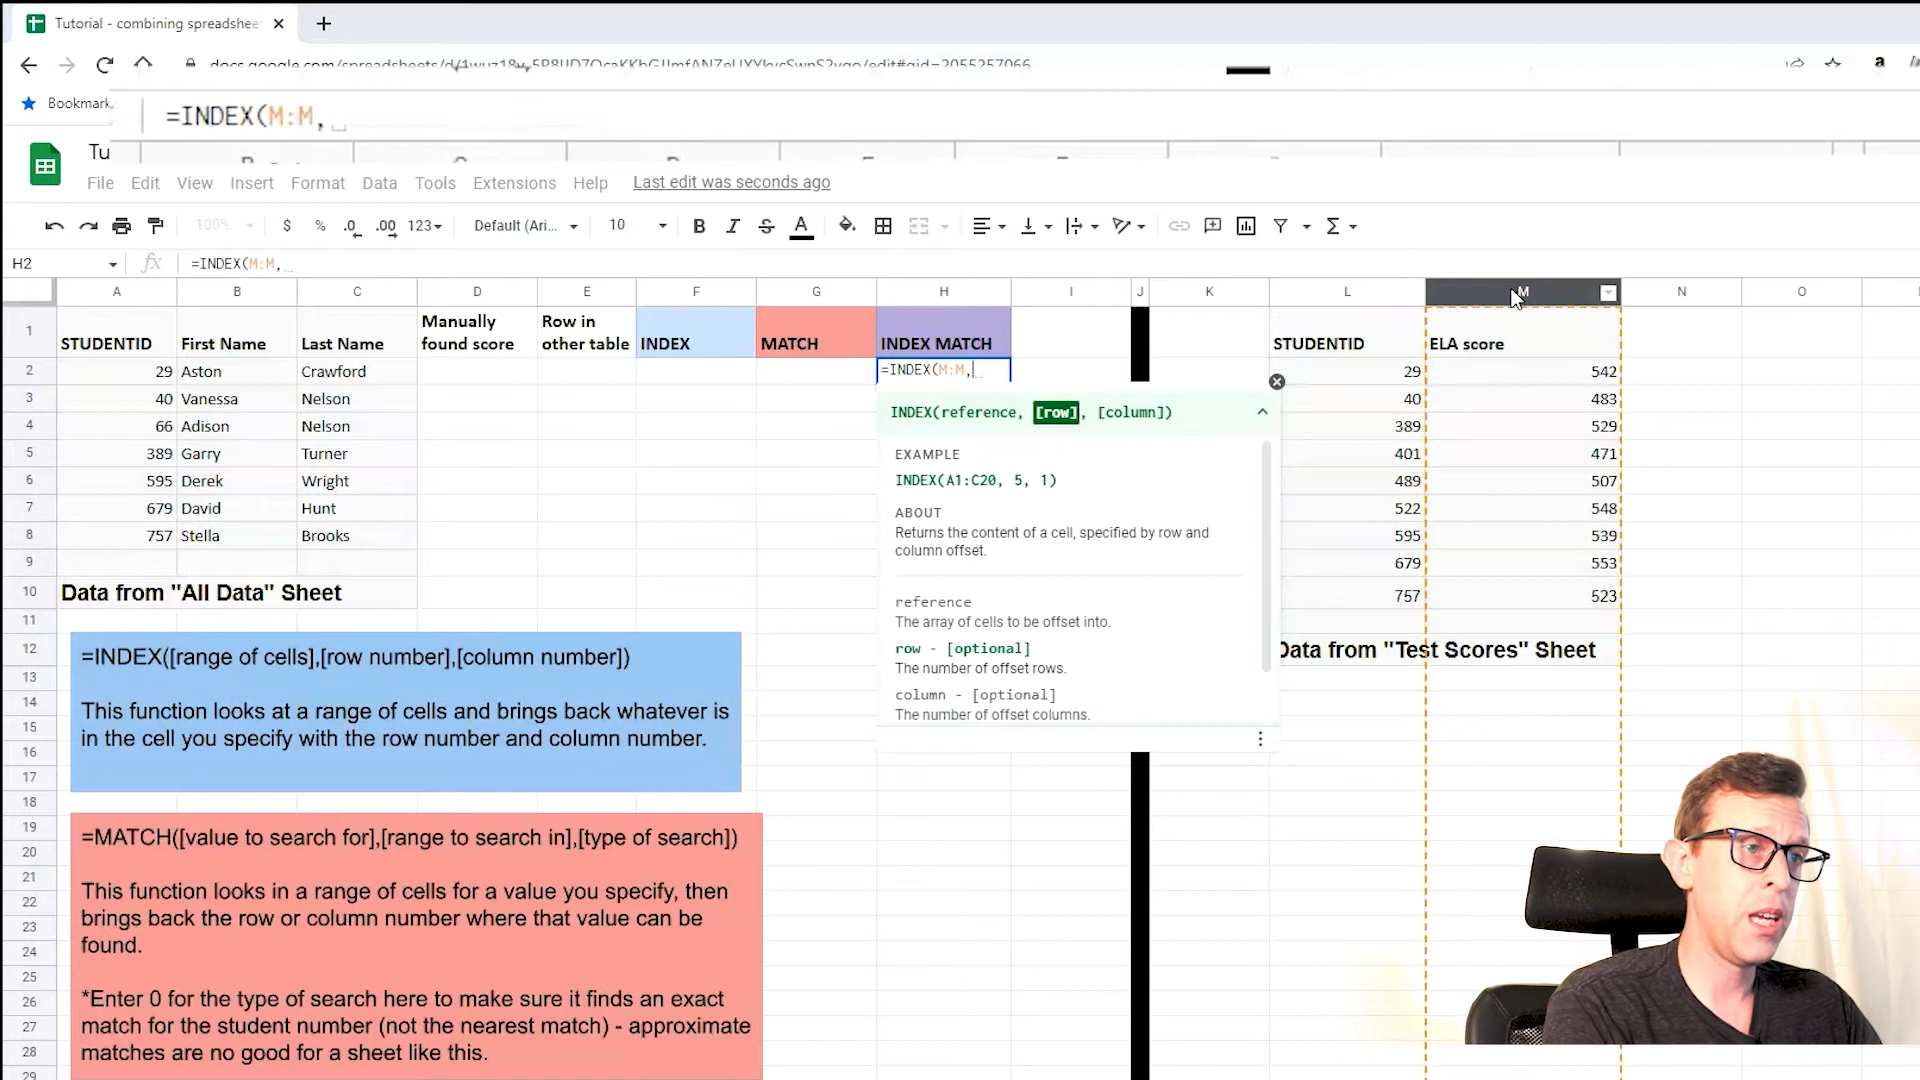 Tutorial - combining spreadshe
Bookmark
=INDEX(M:M,
Tu
File Edit View Insert Format Data Tools Extensions Help Last edit was seconds ago
100% $ % .0 .00 123 Default (Ari... 10 B I S A
H2 fx =INDEX(M:M,
A B C D E F G H I J K L M N O
1 STUDENTID First Name Last Name Manually found score Row in other table INDEX MATCH INDEX MATCH STUDENTID ELA score
2 29 Aston Crawford =INDEX(M:M, 29 542
3 40 Vanessa Nelson 40 483
4 66 Adison Nelson 389 529
5 389 Garry Turner 401 471
6 595 Derek Wright 489 507
7 679 David Hunt 522 548
8 757 Stella Brooks 595 539
9 679 553
10 Data from "All Data" Sheet 757 523
11
12 Data from "Test Scores" Sheet
13
14
15
16
17
18
19
20
21
22
23
24
25
26
27
28
29
INDEX(reference, [row], [column])
EXAMPLE
INDEX(A1:C20, 5, 1)
ABOUT
Returns the content of a cell, specified by row and
column offset.
reference
The array of cells to be offset into.
row - [optional]
The number of offset rows.
column - [optional]
The number of offset columns.
=INDEX([range of cells],[row number],[column number])
This function looks at a range of cells and brings back whatever is
in the cell you specify with the row number and column number.
=MATCH([value to search for],[range to search in],[type of search])
This function looks in a range of cells for a value you specify, then
brings back the row or column number where that value can be
found.
*Enter 0 for the type of search here to make sure it finds an exact
match for the student number (not the nearest match) - approximate
matches are no good for a sheet like this.